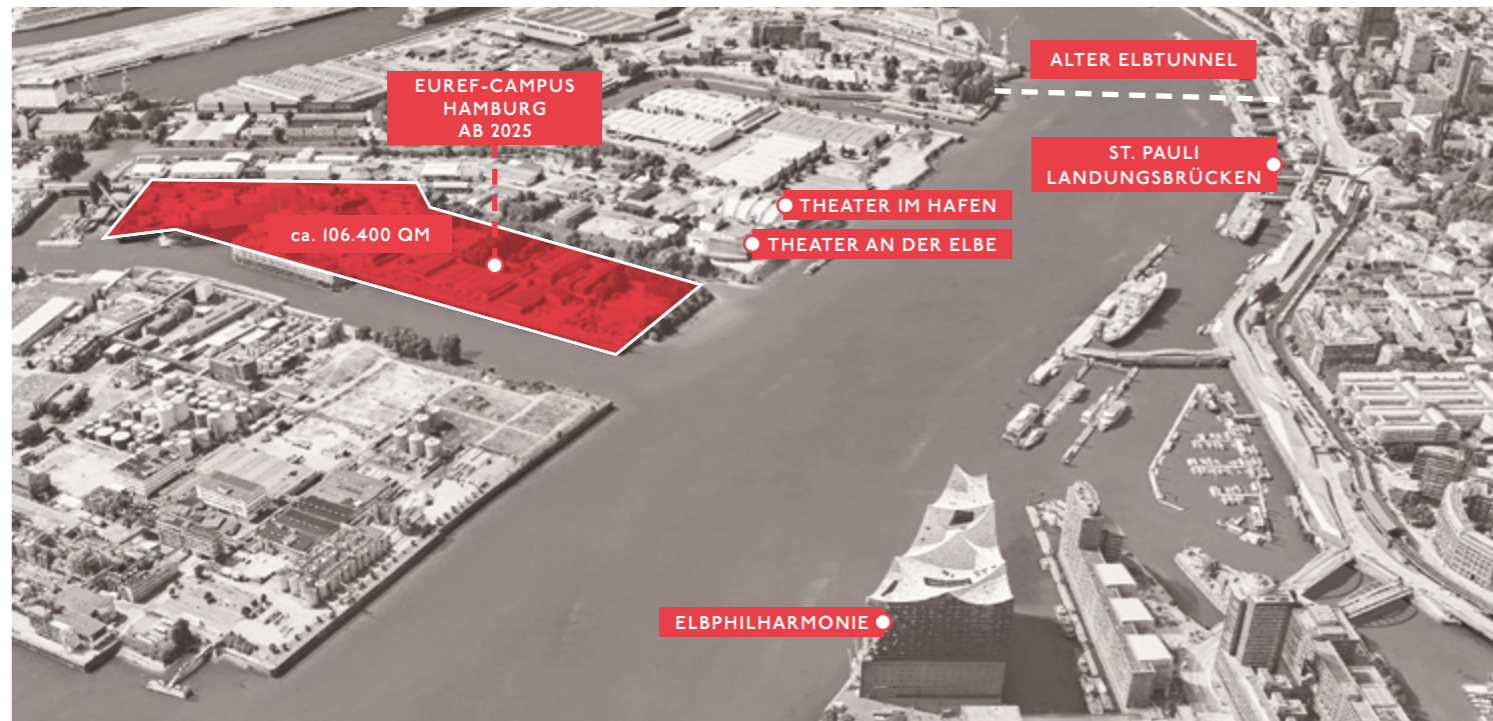 ALTER ELBTUNNEL
EUREF-CAMPUS
HAMBURG
AB 2025
ST. PAULI
LANDUNGSBRÜCKEN
THEATER IM HAFEN
ca. 106.400 QM
THEATER AN DER ELBE
ELBPHILHARMONIE